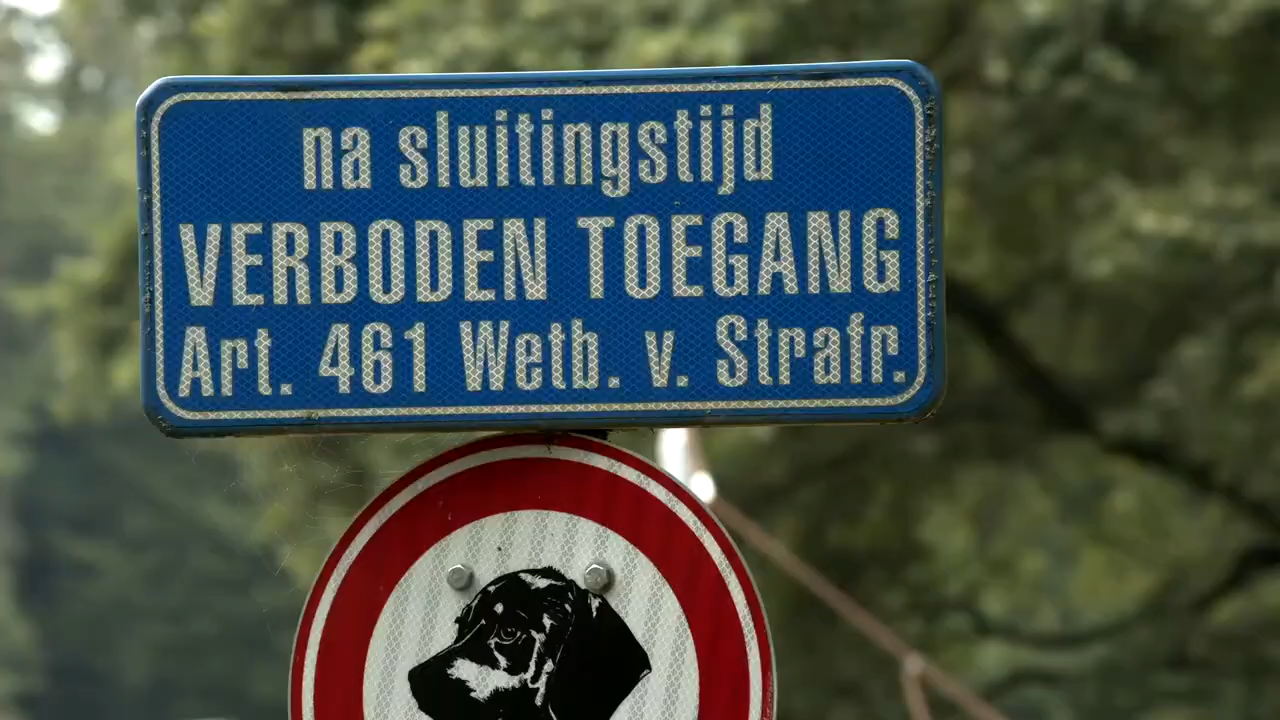 na sluitingstijd
VERBODEN TOEGANG
Art. 461 Wetb. v. Strafr.